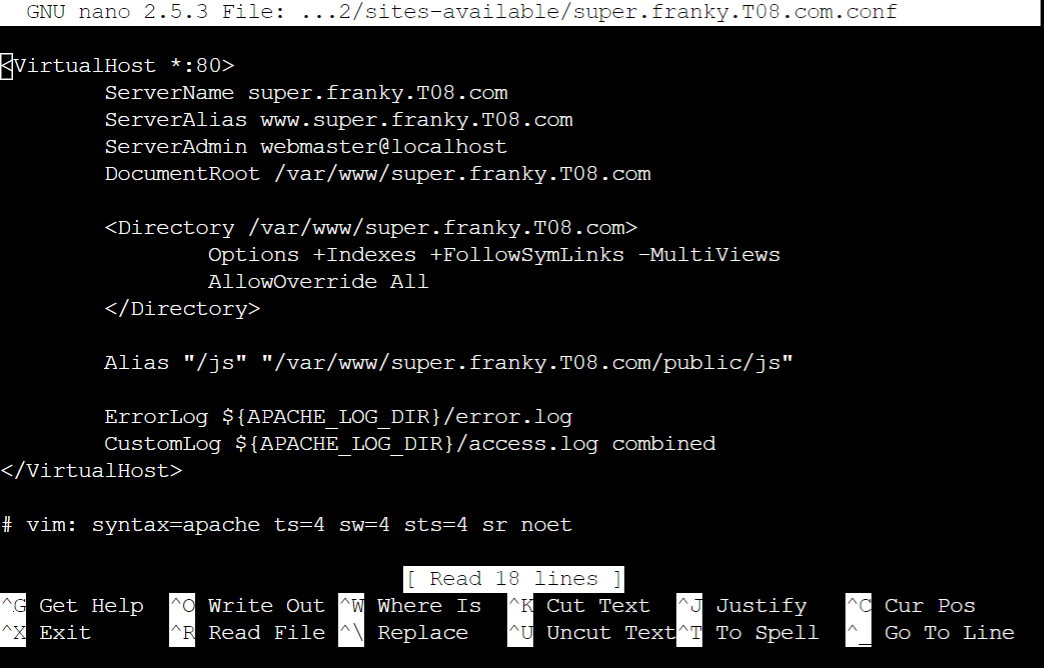 GNU nano 2.5.3 File: ...2/sites-available/super.franky.T08.com.conf
<VirtualHost *:80>
ServerName super.franky.T08.com
ServerAlias www.super.franky.T08.com
ServerAdmin webmaster@localhost
DocumentRoot /var/www/super.franky.T08.com
<Directory /var/www/super.franky.T08.com>
Options +Indexes +FollowSymLinks -MultiViews
AllowOverride All
</Directory>
Alias "/js" "/var/www/super.franky.T08.com/public/js"
ErrorLog ${APACHE_LOG_DIR}/error.log
CustomLog ${APACHE_LOG_DIR}/access.log combined
</VirtualHost>
# vim: syntax=apache ts=4 sw=4 sts=4 sr noet
[ Read 18 lines ]
^G Get Help ^O Write Out ^W Where Is ^K Cut Text ^J Justify ^C Cur Pos
^X Exit ^R Read File ^\ Replace ^U Uncut Text ^T To Spell ^_ Go To Line